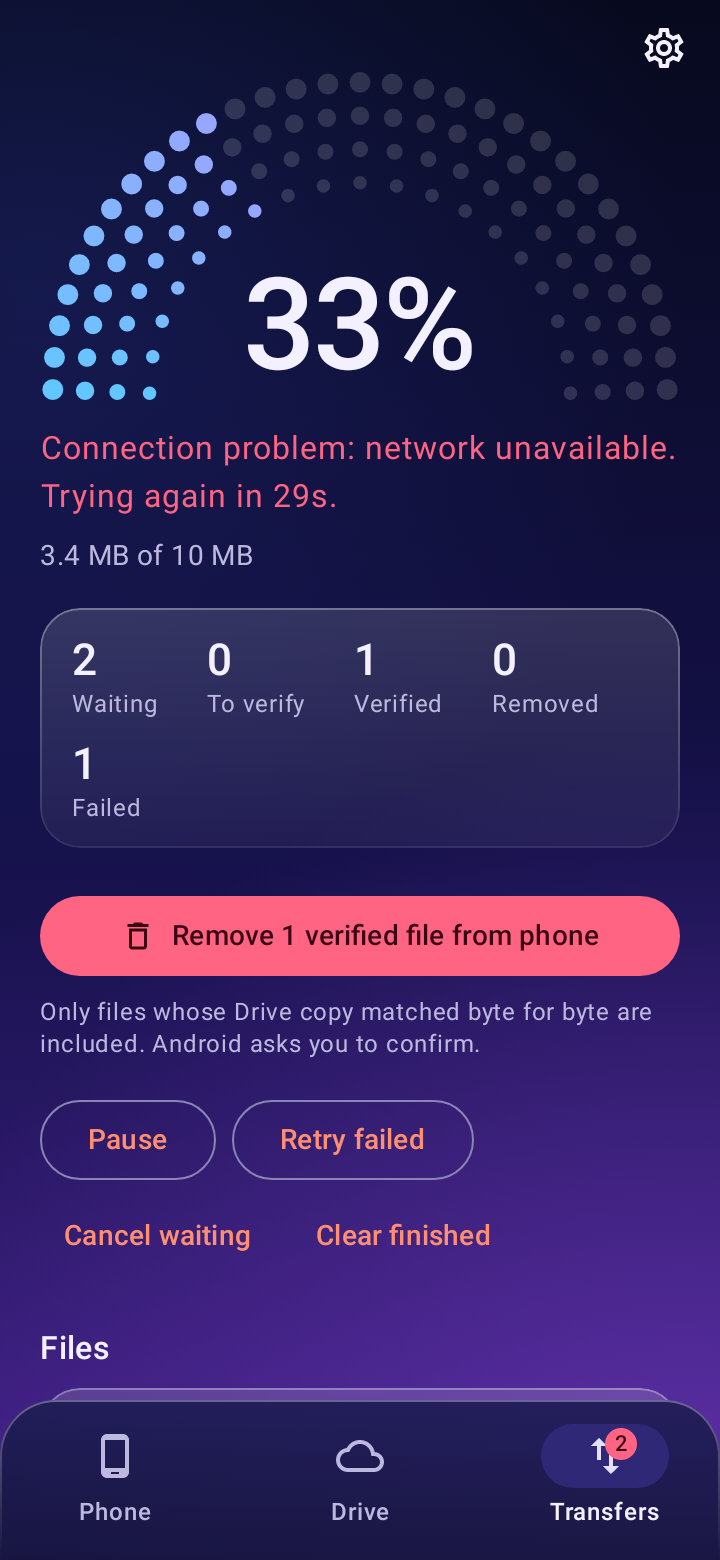 33%
Connection problem: network unavailable.
Trying again in 29s.
3.4 MB of 10 MB
2 0 1 0
Waiting To verify Verified Removed
1
Failed
Remove 1 verified file from phone
Only files whose Drive copy matched byte for byte are
included. Android asks you to confirm.
Pause Retry failed
Cancel waiting Clear finished
Files
2
Phone Drive Transfers